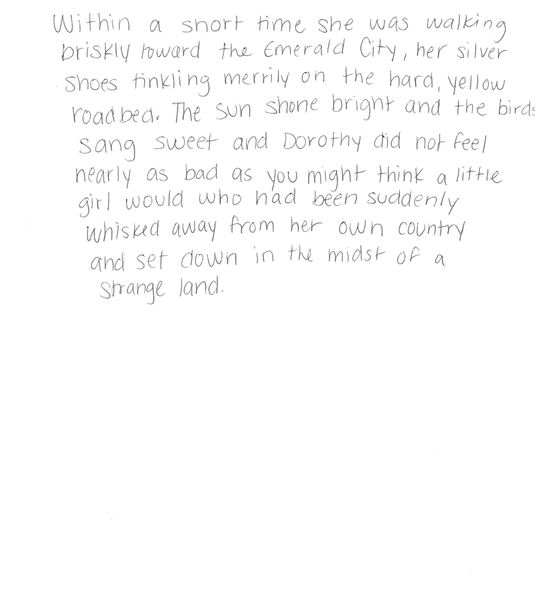 Within a short time she was walking
briskly toward the Emerald City, her silver
Shoes tinkling merrily on the hard, yellow
roadbed. The sun shone bright and the birds
Sang sweet and Dorothy did not feel
nearly as bad as you might think a little
girl would who had been suddenly
whisked away from her own country
and set down in the midst of a
strange land.